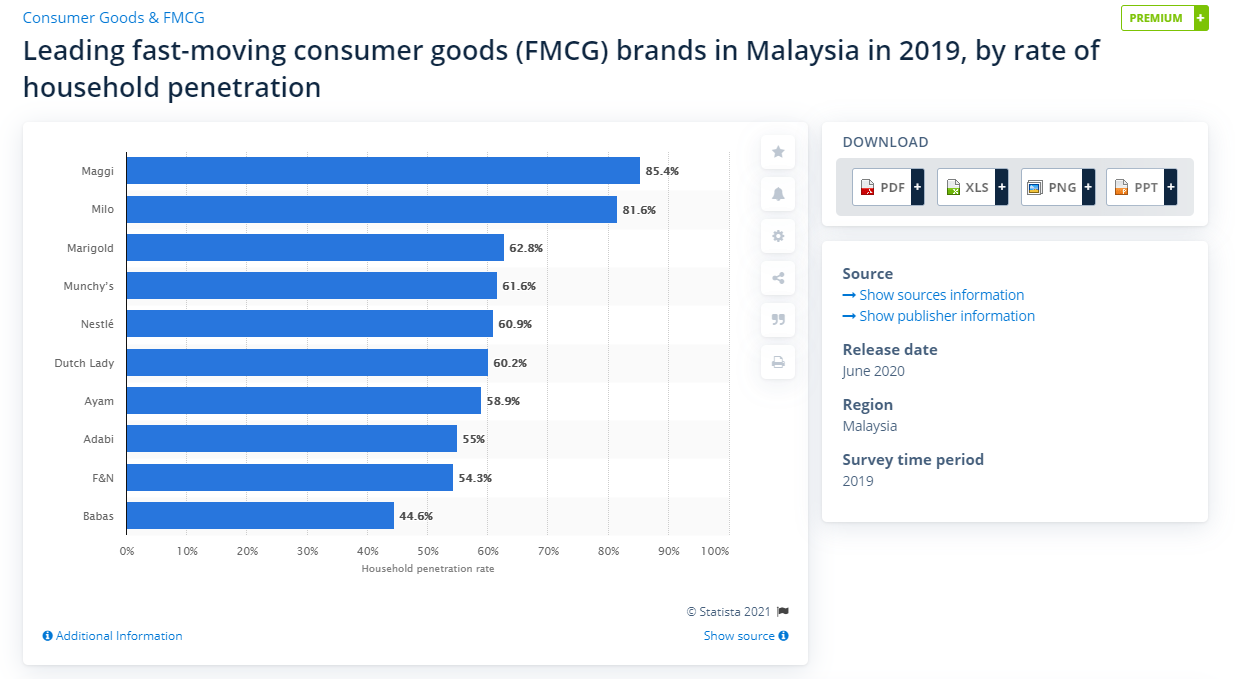 Consumer Goods & FMCG
PREMIUM +
Leading fast-moving consumer goods (FMCG) brands in Malaysia in 2019, by rate of
household penetration
Maggi 85.4%
Milo 81.6%
Marigold 62.8%
Munchy's 61.6%
Nestlé 60.9%
Dutch Lady 60.2%
Ayam 58.9%
Adabi 55%
F&N 54.3%
Babas 44.6%
0% 10% 20% 30% 40% 50% 60% 70% 80% 90% 100%
Household penetration rate
© Statista 2021
Additional Information
Show source
DOWNLOAD
PDF + XLS + PNG + PPT +
Source
Show sources information
Show publisher information
Release date
June 2020
Region
Malaysia
Survey time period
2019